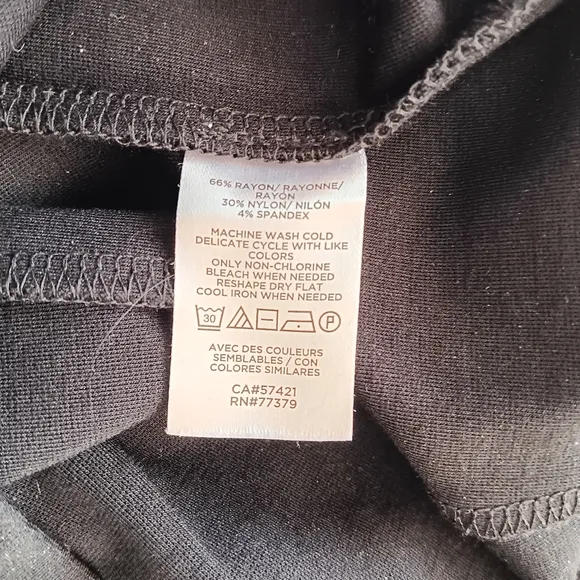 66% RAYON/ RAYONNE/
RAYÓN
30% NYLON/ NILÓN
4% SPANDEX
MACHINE WASH COLD
DELICATE CYCLE WITH LIKE
COLORS
ONLY NON-CHLORINE
BLEACH WHEN NEEDED
RESHAPE DRY FLAT
COOL IRON WHEN NEEDED
30 P
AVEC DES COULEURS
SEMBLABLES / CON
COLORES SIMILARES
CA#57421
RN#77379